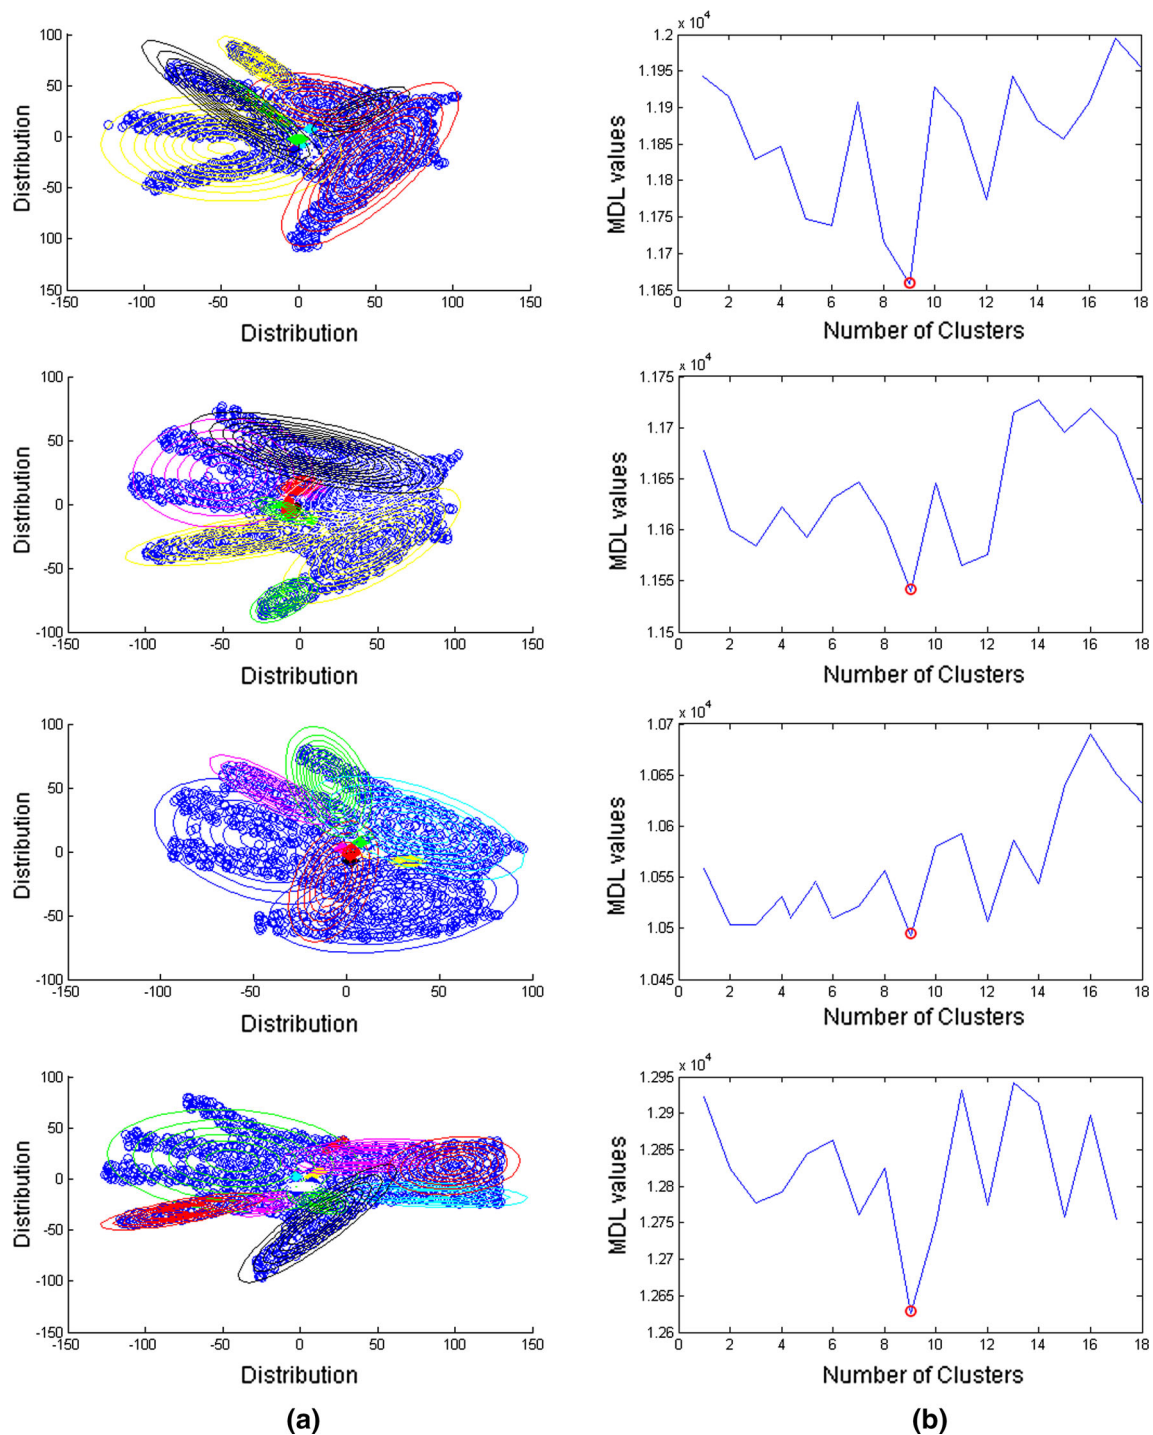 100
50
0
-50
100
150
-150 -100 -50 0 50 100 150
Distribution
Distribution
x 10^4
1.2
1.195
1.19
1.185
1.18
1.175
1.17
1.165
0 2 4 6 8 10 12 14 16 18
MDL values
Number of Clusters
100
50
0
-50
-100
-150 -100 -50 0 50 100 150
Distribution
Distribution
x 10^4
1.175
1.17
1.165
1.16
1.155
1.15
0 2 4 6 8 10 12 14 16 18
MDL values
Number of Clusters
100
50
0
-50
-100
-150 -100 -50 0 50 100
Distribution
Distribution
x 10^4
1.07
1.065
1.06
1.055
1.05
1.045
0 2 4 6 8 10 12 14 16 18
MDL values
Number of Clusters
100
50
0
-50
-100
-150
-150 -100 -50 0 50 100 150
Distribution
Distribution
x 10^4
1.295
1.29
1.285
1.28
1.275
1.27
1.265
1.26
0 2 4 6 8 10 12 14 16 18
MDL values
Number of Clusters
(a)
(b)